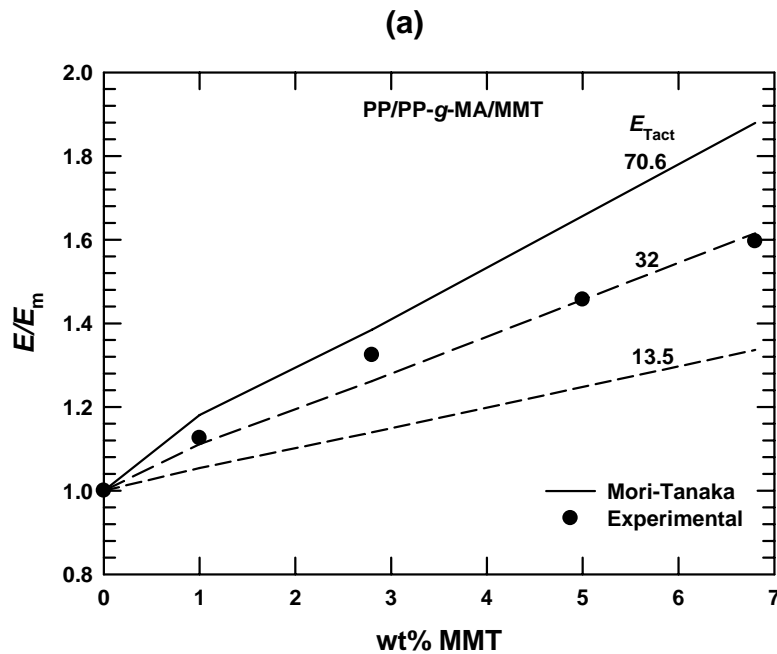 (a)
2.0
PP/PP-g-MA/MMT
E_Tact
70.6
1.8
1.6
32
E/E_m
1.4
13.5
1.2
1.0
Mori-Tanaka
Experimental
0.8
0 1 2 3 4 5 6 7
wt% MMT